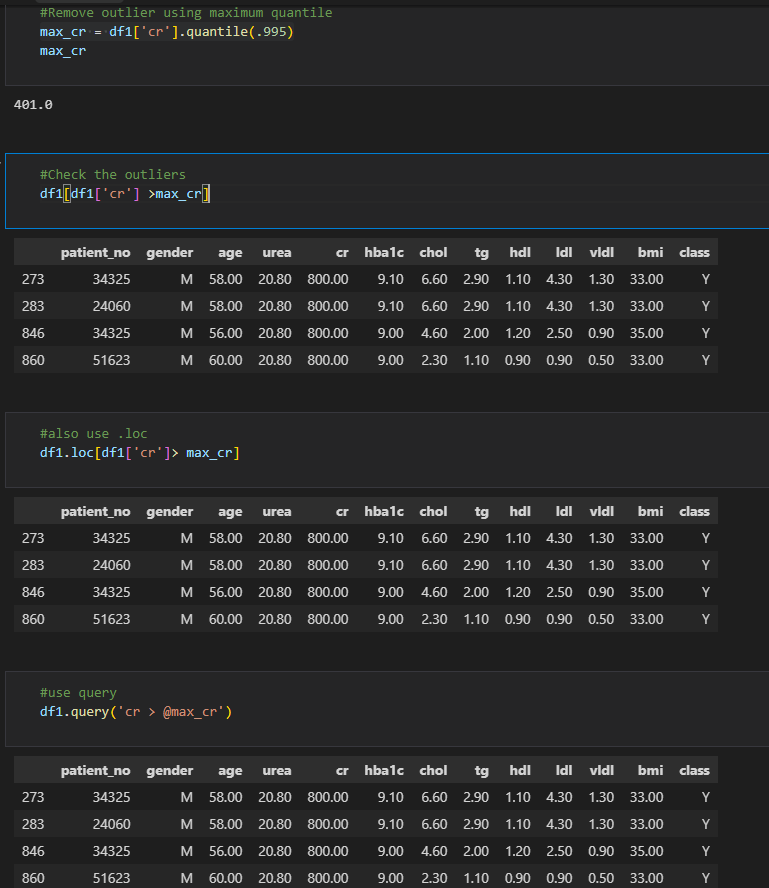 #Remove outlier using maximum quantile
max_cr = df1['cr'].quantile(.995)
max_cr
401.0
#Check the outliers
df1[df1['cr'] >max_cr]
patient_no gender age urea cr hba1c chol tg hdl ldl vldl bmi class
273 34325 M 58.00 20.80 800.00 9.10 6.60 2.90 1.10 4.30 1.30 33.00 Y
283 24060 M 58.00 20.80 800.00 9.10 6.60 2.90 1.10 4.30 1.30 33.00 Y
846 34325 M 56.00 20.80 800.00 9.00 4.60 2.00 1.20 2.50 0.90 35.00 Y
860 51623 M 60.00 20.80 800.00 9.00 2.30 1.10 0.90 0.90 0.50 33.00 Y
#also use .loc
df1.loc[df1['cr']> max_cr]
patient_no gender age urea cr hba1c chol tg hdl ldl vldl bmi class
273 34325 M 58.00 20.80 800.00 9.10 6.60 2.90 1.10 4.30 1.30 33.00 Y
283 24060 M 58.00 20.80 800.00 9.10 6.60 2.90 1.10 4.30 1.30 33.00 Y
846 34325 M 56.00 20.80 800.00 9.00 4.60 2.00 1.20 2.50 0.90 35.00 Y
860 51623 M 60.00 20.80 800.00 9.00 2.30 1.10 0.90 0.90 0.50 33.00 Y
#use query
df1.query('cr > @max_cr')
patient_no gender age urea cr hba1c chol tg hdl ldl vldl bmi class
273 34325 M 58.00 20.80 800.00 9.10 6.60 2.90 1.10 4.30 1.30 33.00 Y
283 24060 M 58.00 20.80 800.00 9.10 6.60 2.90 1.10 4.30 1.30 33.00 Y
846 34325 M 56.00 20.80 800.00 9.00 4.60 2.00 1.20 2.50 0.90 35.00 Y
860 51623 M 60.00 20.80 800.00 9.00 2.30 1.10 0.90 0.90 0.50 33.00 Y